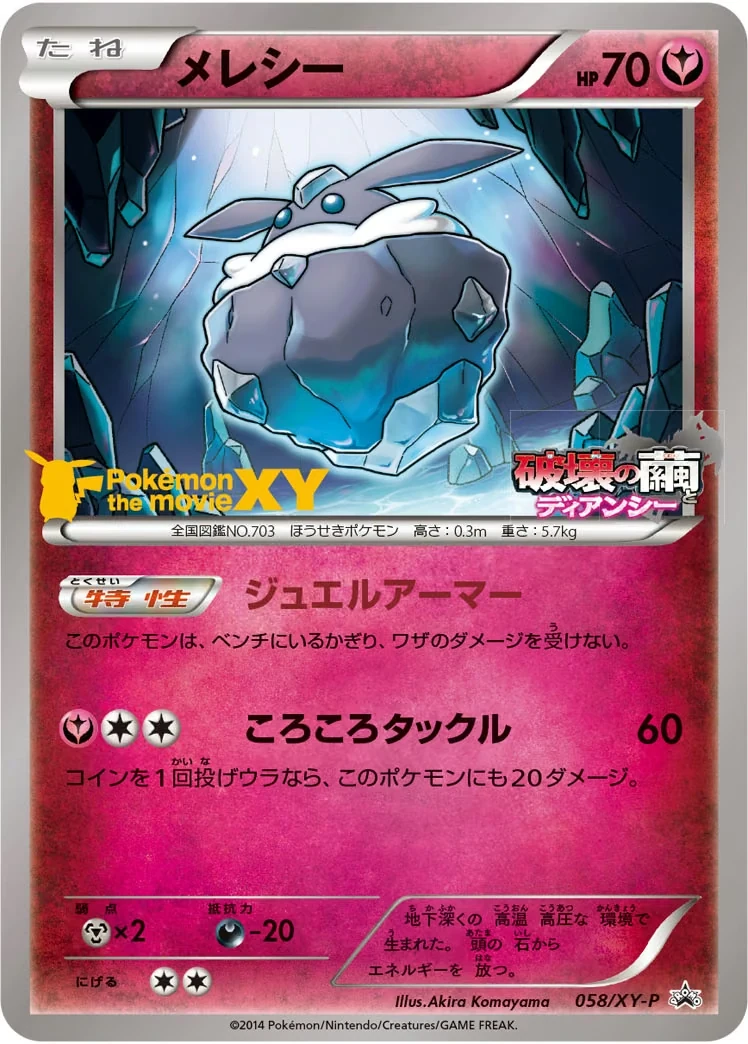 たね
メレシー
HP70
Pokémon
the movie XY
破壊の繭と
ディアンシー
全国図鑑NO.703 ほうせきポケモン 高さ:0.3m 重さ:5.7kg
とくせい
特性 ジュエルアーマー
このポケモンは、ベンチにいるかぎり、ワザのダメージを受けない。
ころころタックル 60
コインを1回投げウラなら、このポケモンにも20ダメージ。
弱点 抵抗力
×2 -20
にげる
地下深くの 高温 高圧な 環境で
生まれた。 頭の 石から
エネルギーを 放つ。
Illus.Akira Komayama 058/XY-P
©2014 Pokémon/Nintendo/Creatures/GAME FREAK.